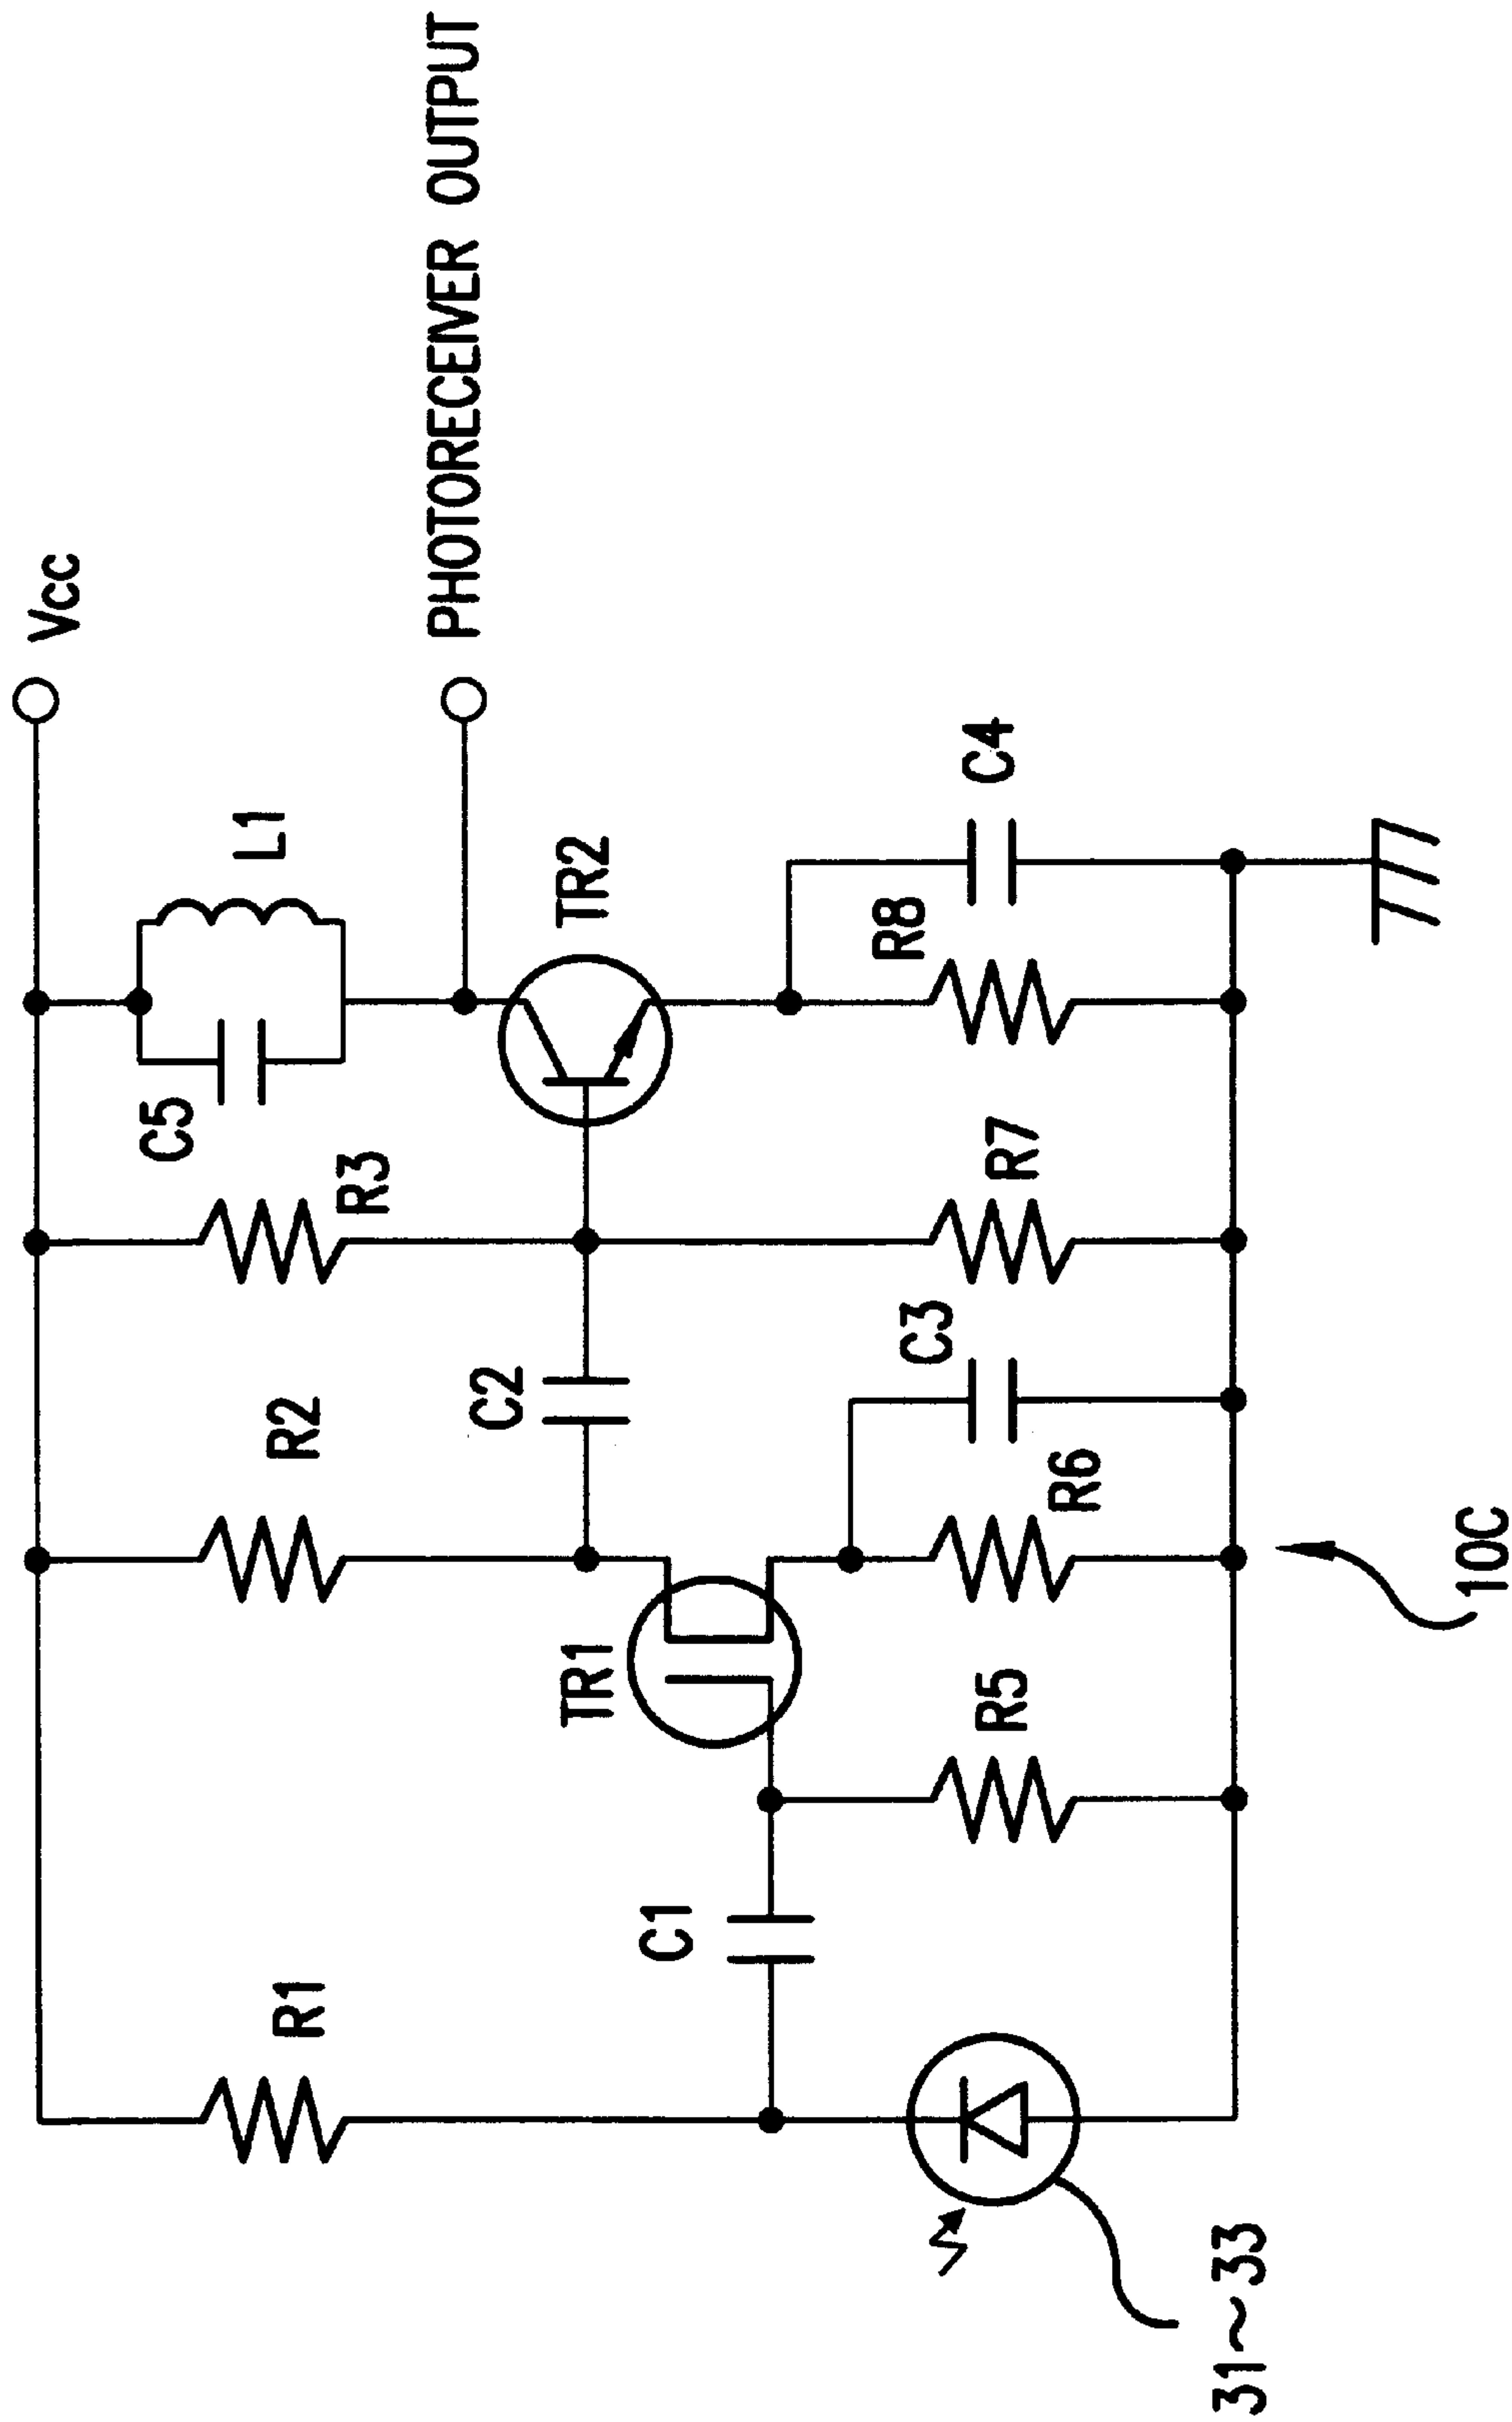 Vcc
PHOTORECEIVER OUTPUT
L1
C5
R3
R2
R1
TR2
C2
TR1
C1
C4
R8
R7
C3
R6
R5
31~33
10C